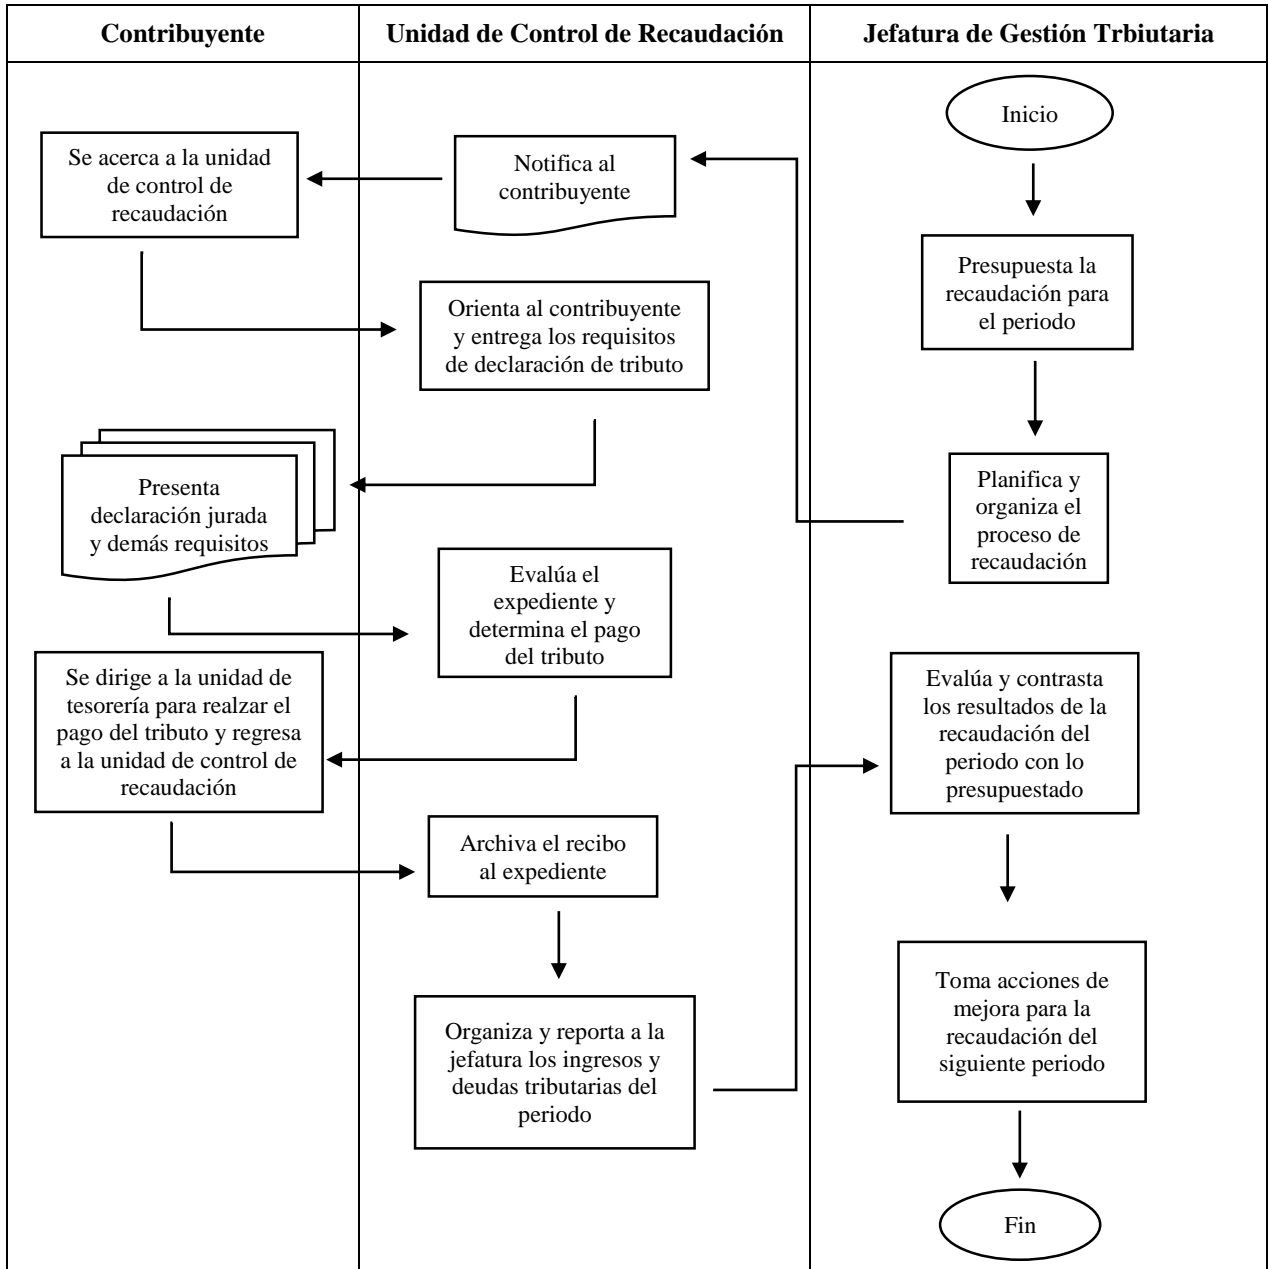 Contribuyente
Unidad de Control de Recaudación
Jefatura de Gestión Trbiutaria
Inicio
Presupuesta la
recaudación para
el periodo
Planifica y
organiza el
proceso de
recaudación
Notifica al
contribuyente
Se acerca a la unidad
de control de
recaudación
Orienta al contribuyente
y entrega los requisitos
de declaración de tributo
Presenta
declaración jurada
y demás requisitos
Evalúa el
expediente y
determina el pago
del tributo
Se dirige a la unidad de
tesorería para realzar el
pago del tributo y regresa
a la unidad de control de
recaudación
Archiva el recibo
al expediente
Organiza y reporta a la
jefatura los ingresos y
deudas tributarias del
periodo
Evalúa y contrasta
los resultados de la
recaudación del
periodo con lo
presupuestado
Toma acciones de
mejora para la
recaudación del
siguiente periodo
Fin